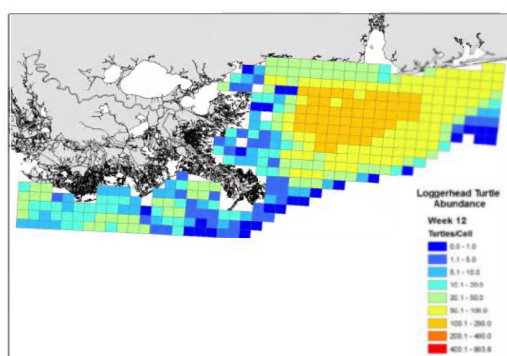 Loggerhead Turtle
Abundance
Week 12
Turtles/Cell
0.0 - 1.0
1.1 - 5.0
5.1 - 10.0
10.1 - 20.0
20.1 - 50.0
50.1 - 100.0
100.1 - 200.0
200.1 - 400.0